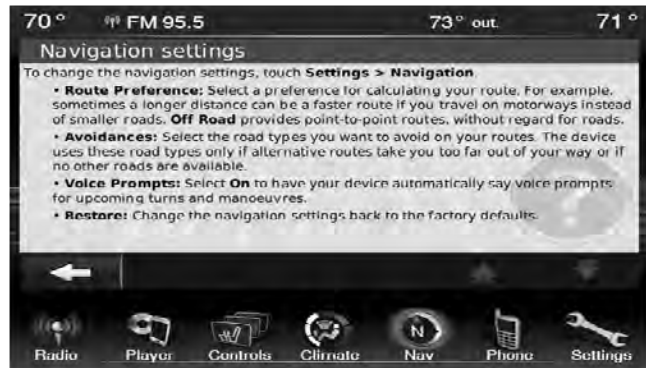 70° FM 95.5 73° out. 71°
Navigation settings
To change the navigation settings, touch Settings > Navigation.
• Route Preference: Select a preference for calculating your route. For example,
sometimes a longer distance can be a faster route if you travel on motorways instead
of smaller roads. Off Road provides point-to-point routes, without regard for roads.
• Avoidances: Select the road types you want to avoid on your routes. The device
uses these road types only if alternative routes take you too far out of your way or if
no other roads are available.
• Voice Prompts: Select On to have your device automatically say voice prompts
for upcoming turns and manoeuvres.
• Restore: Change the navigation settings back to the factory defaults.
?
N
Radio Player Controls Climate Nav Phone Settings